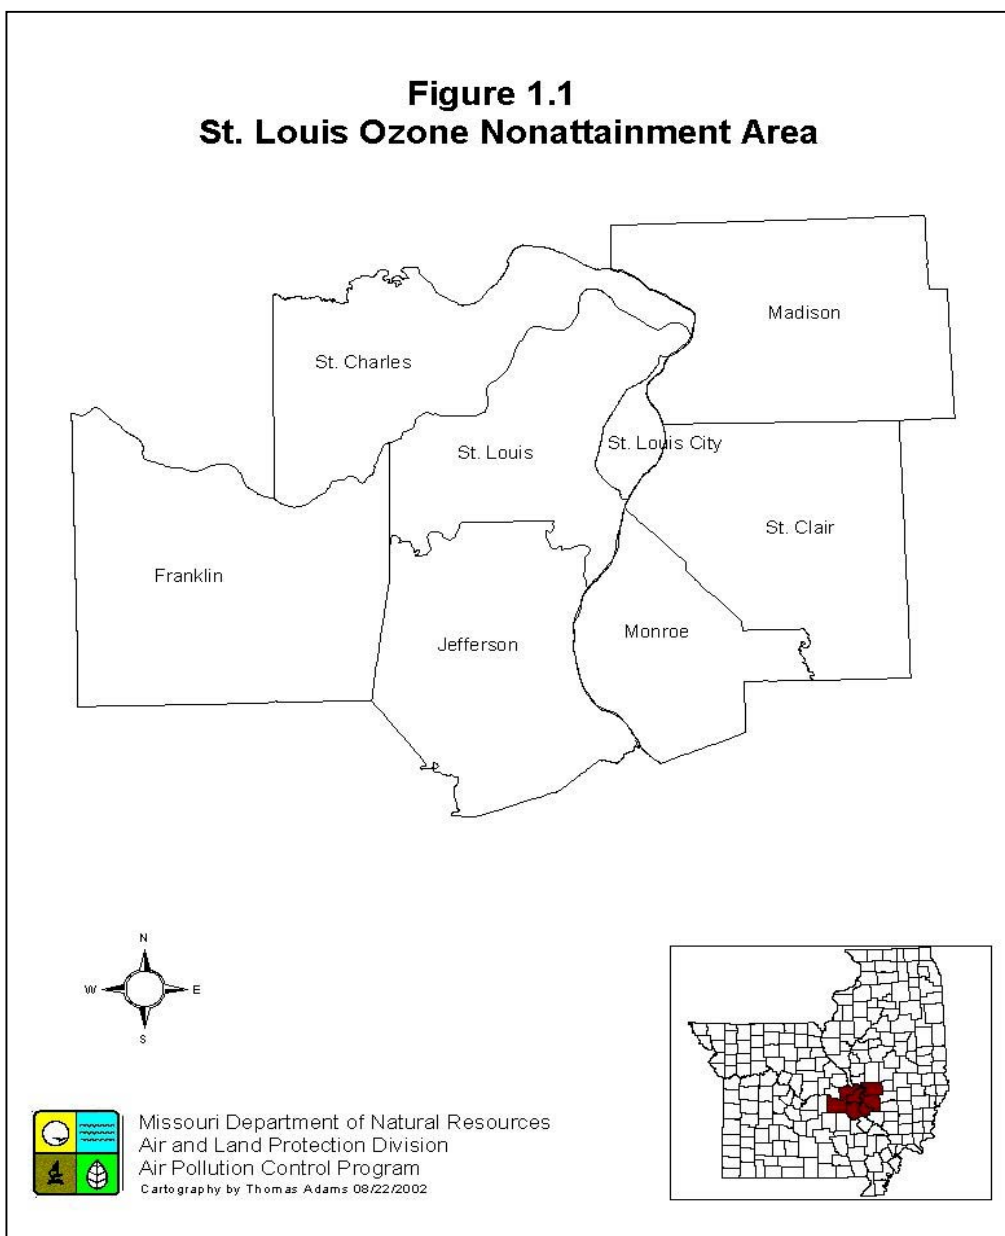 Figure 1.1
St. Louis Ozone Nonattainment Area
Madison
St. Charles
St. Louis City
St. Louis
St. Clair
Franklin
Monroe
Jefferson
N
W E
S
Missouri Department of Natural Resources
Air and Land Protection Division
Air Pollution Control Program
Cartography by Thomas Adams 08/22/2002